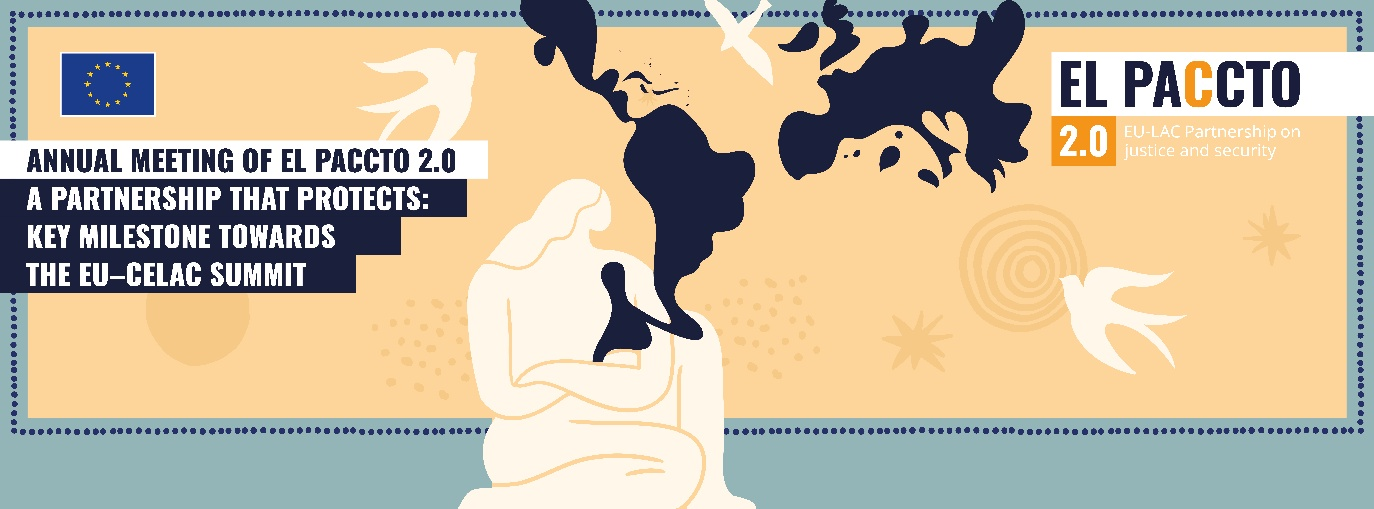 ANNUAL MEETING OF EL PACCTO 2.0
A PARTNERSHIP THAT PROTECTS:
KEY MILESTONE TOWARDS
THE EU–CELAC SUMMIT
EL PACCTO
2.0 EU-LAC Partnership on
justice and security